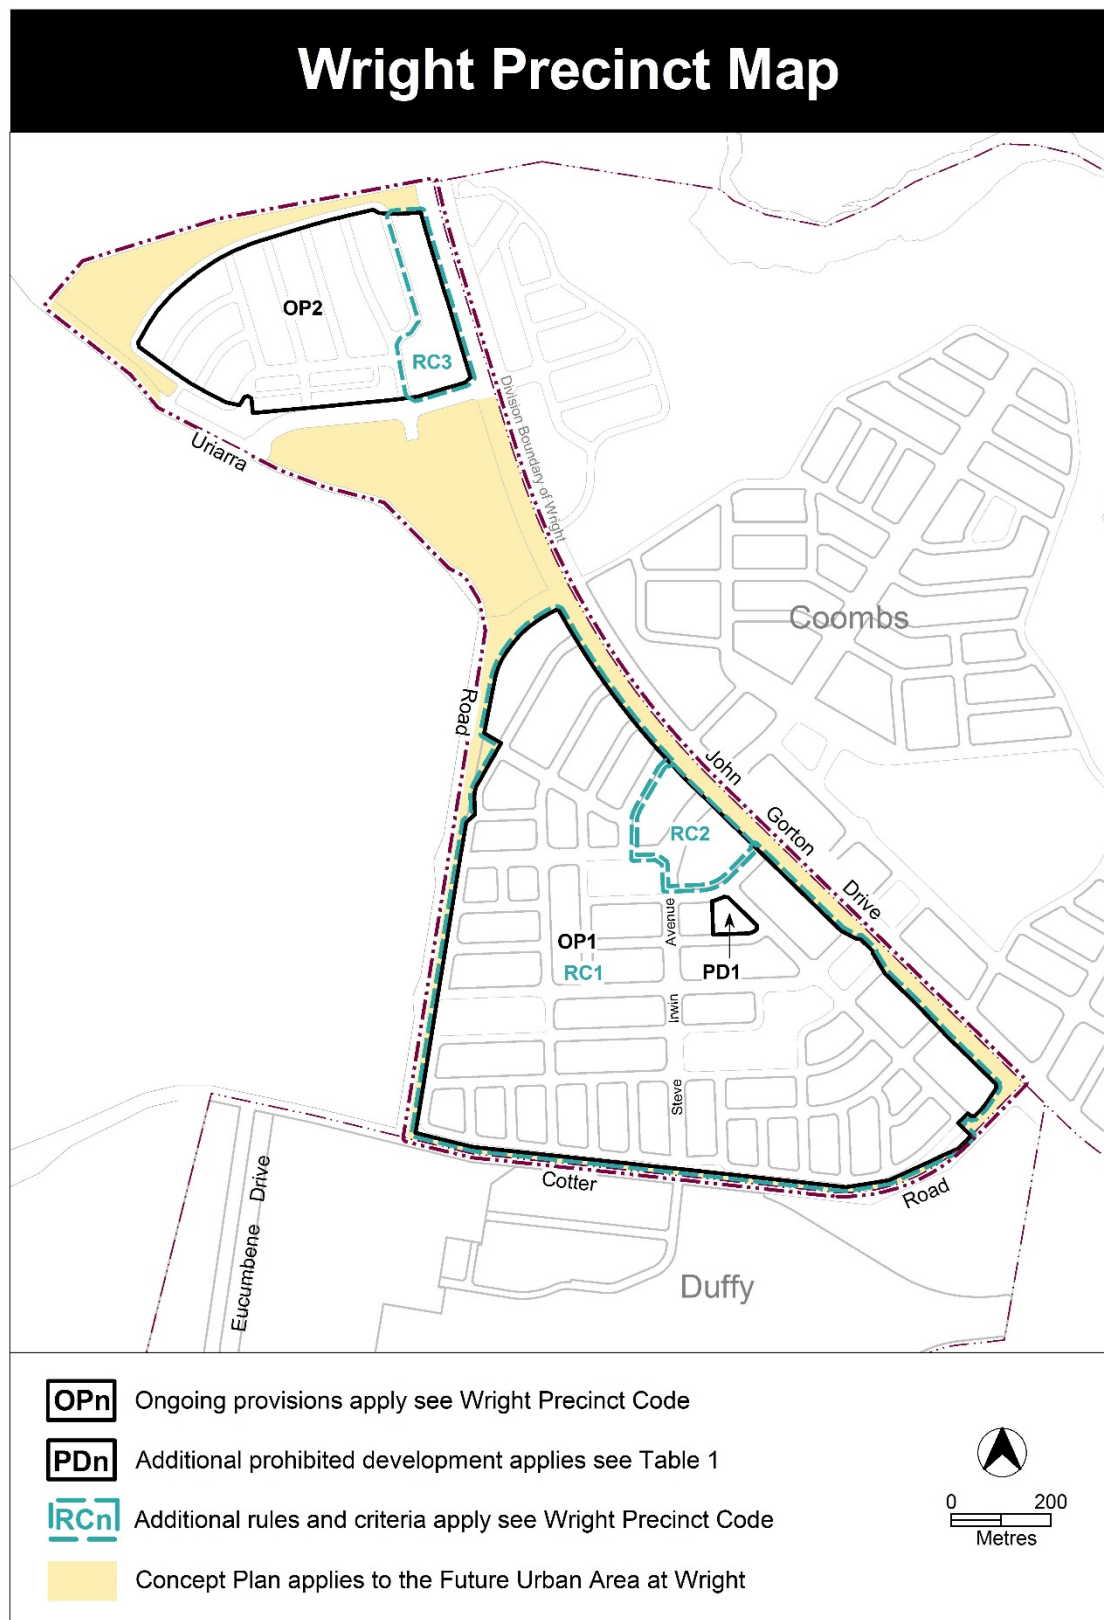 Wright Precinct Map
OP2
RC3
Division Boundary of Wright
Uriarra
Coombs
Road
John
Gorton
Drive
RC2
Avenue
OP1
RC1
PD1
Irwin
Steve
Cotter
Road
Eucumbene Drive
Duffy
OPn Ongoing provisions apply see Wright Precinct Code
PDn Additional prohibited development applies see Table 1
RCn Additional rules and criteria apply see Wright Precinct Code
Concept Plan applies to the Future Urban Area at Wright
0 200
Metres